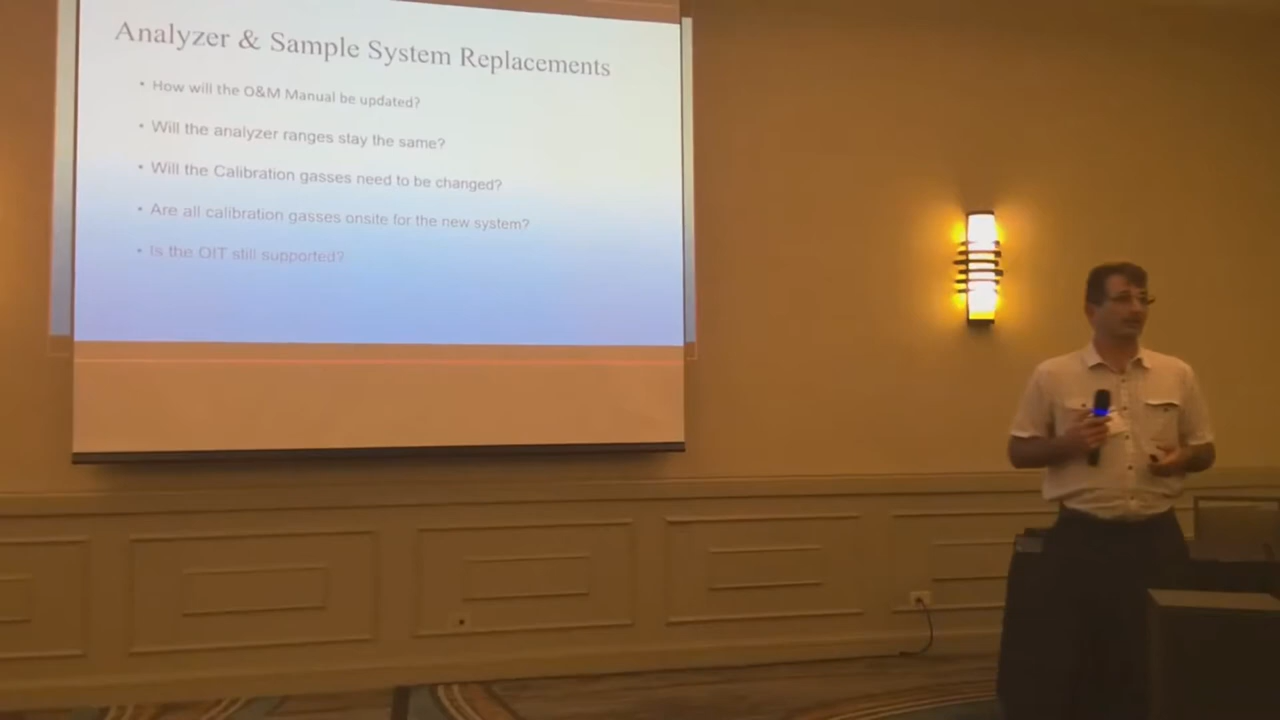 Analyzer & Sample System Replacements
• How will the O&M Manual be updated?
• Will the analyzer ranges stay the same?
• Will the Calibration gasses need to be changed?
• Are all calibration gasses onsite for the new system?
• Is the OIT still supported?